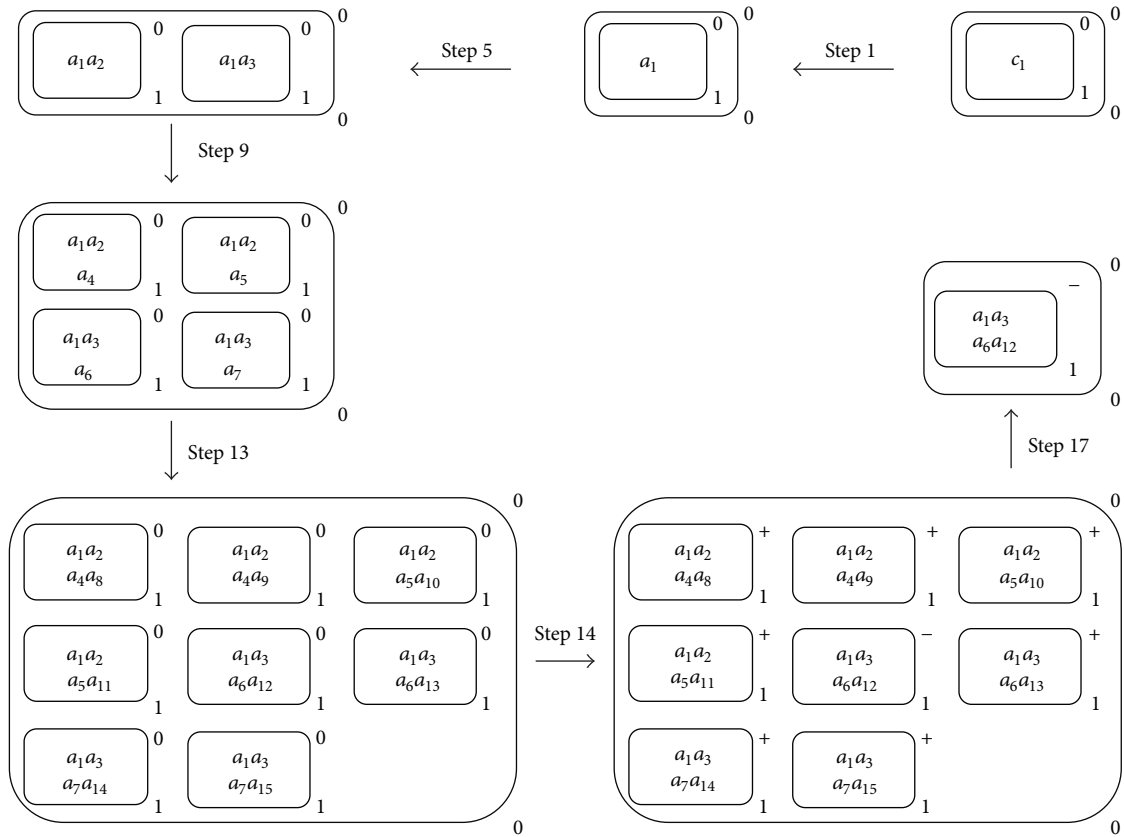 0
0 0
a₁a₂ a₁a₃
1 1
0
Step 5
0
0
a₁
1
0
Step 1
0
0
c₁
1
0
Step 9
0
0 0
a₁a₂ a₁a₂
a₄ a₅
1 1
0 0
a₁a₃ a₁a₃
a₆ a₇
1 1
0
0
−
a₁a₃
a₆a₁₂
1
0
Step 13
Step 17
0
0 0 0
a₁a₂ a₁a₂ a₁a₂
a₄a₈ a₄a₉ a₅a₁₀
1 1 1
0 0 0
a₁a₂ a₁a₃ a₁a₃
a₅a₁₁ a₆a₁₂ a₆a₁₃
1 1 1
0 0
a₁a₃ a₁a₃
a₇a₁₄ a₇a₁₅
1 1
0
Step 14
0
+ + +
a₁a₂ a₁a₂ a₁a₂
a₄a₈ a₄a₉ a₅a₁₀
1 1 1
+ − +
a₁a₂ a₁a₃ a₁a₃
a₅a₁₁ a₆a₁₂ a₆a₁₃
1 1 1
+ +
a₁a₃ a₁a₃
a₇a₁₄ a₇a₁₅
1 1
0